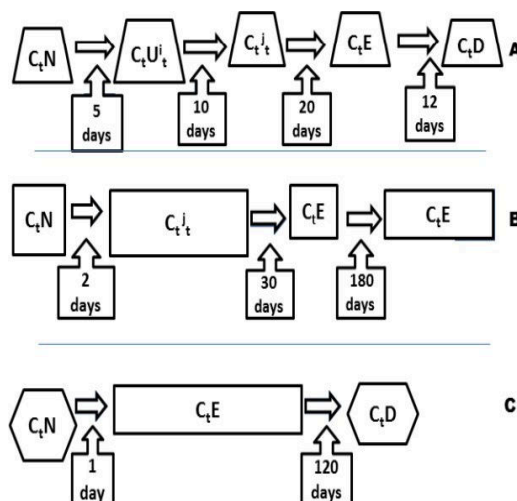 CₜN CₜUⁱₜ Cₜʲₜ CₜE CₜD A
5 days 10 days 20 days 12 days
CₜN Cₜʲₜ CₜE CₜE B
2 days 30 days 180 days
CₜN CₜE CₜD C
1 day 120 days